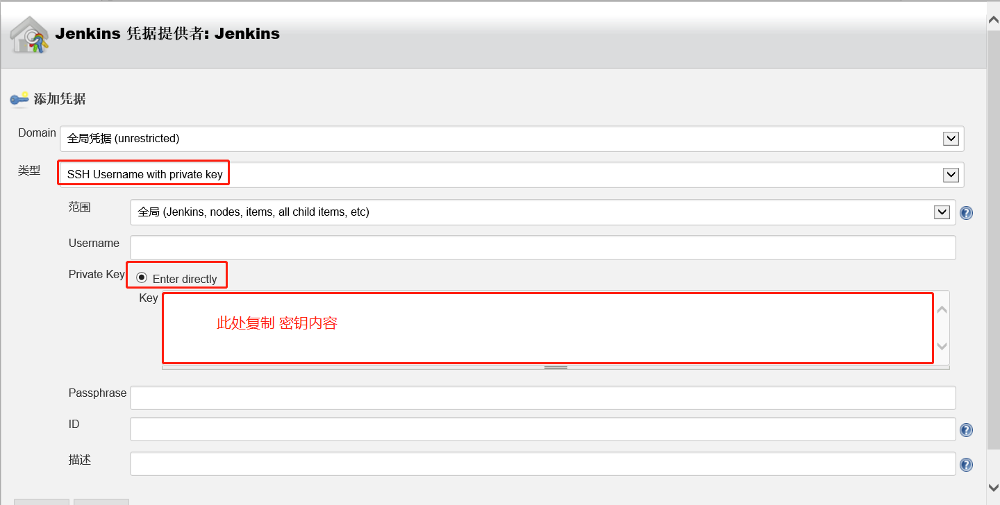 Jenkins 凭据提供者: Jenkins
添加凭据
Domain 全局凭据 (unrestricted)
类型 SSH Username with private key
范围 全局 (Jenkins, nodes, items, all child items, etc)
Username
Private Key Enter directly
Key
此处复制 密钥内容
Passphrase
ID
描述